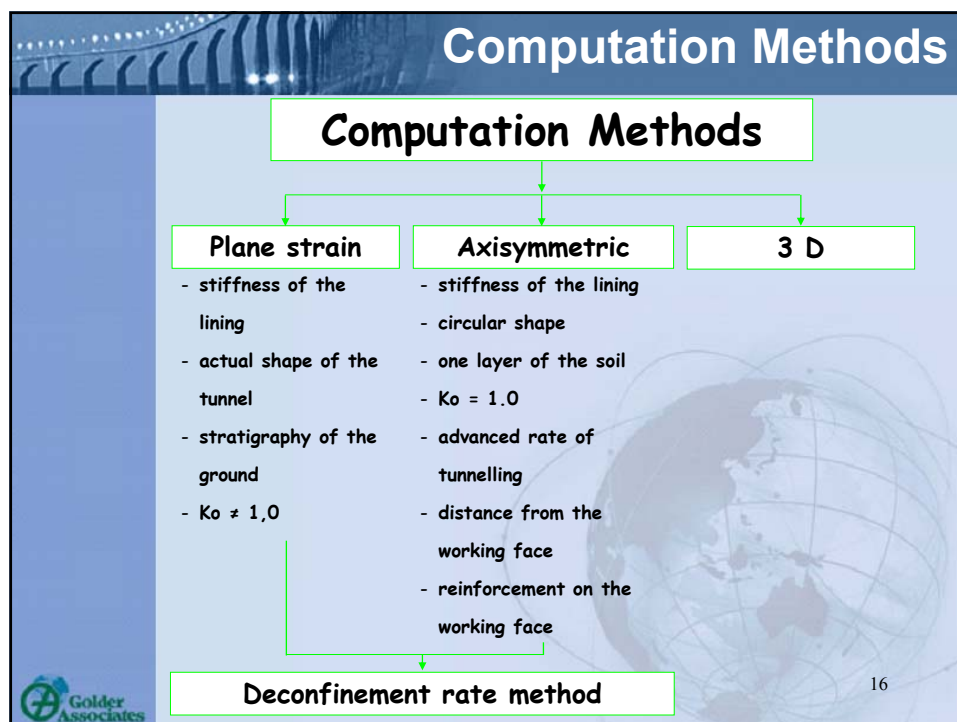 Computation Methods
Computation Methods
Plane strain
- stiffness of the
lining
- actual shape of the
tunnel
- stratigraphy of the
ground
- Ko ≠ 1,0
Axisymmetric
- stiffness of the lining
- circular shape
- one layer of the soil
- Ko = 1.0
- advanced rate of
tunnelling
- distance from the
working face
- reinforcement on the
working face
3 D
Deconfinement rate method
16
Golder
Associates